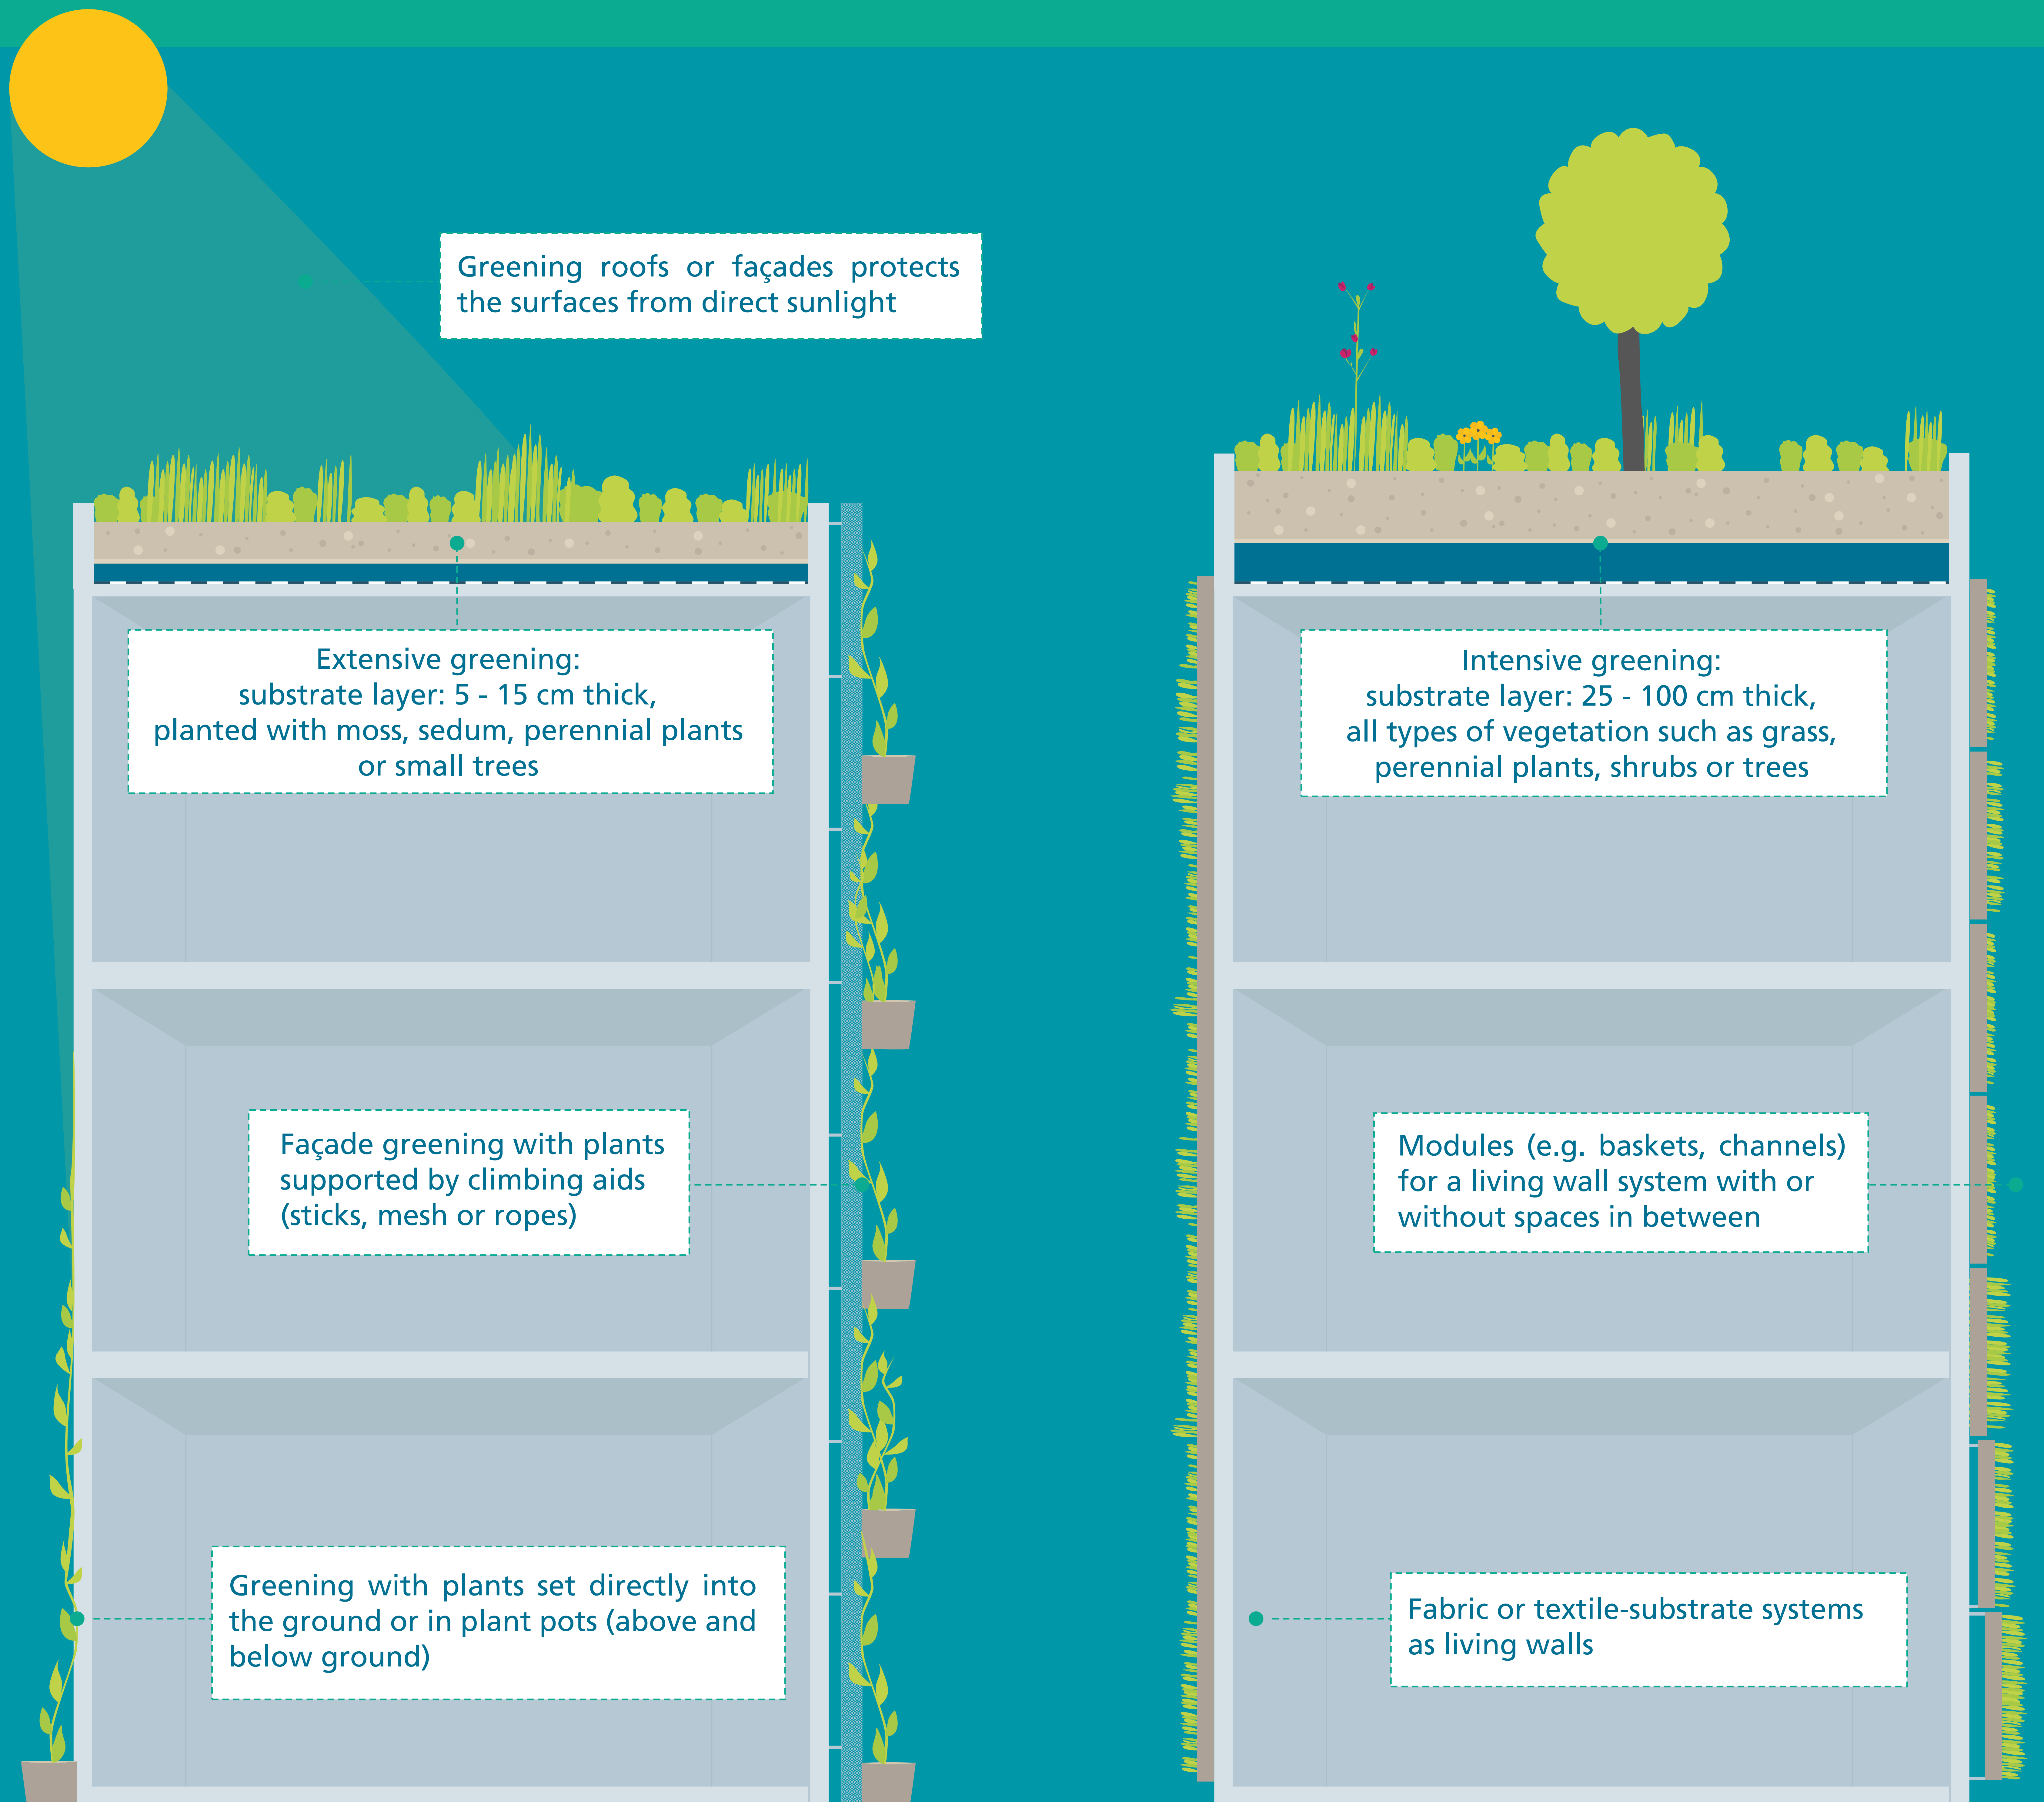 Greening roofs or façades protects
the surfaces from direct sunlight
Extensive greening:
substrate layer: 5 - 15 cm thick,
planted with moss, sedum, perennial plants
or small trees
Intensive greening:
substrate layer: 25 - 100 cm thick,
all types of vegetation such as grass,
perennial plants, shrubs or trees
Façade greening with plants
supported by climbing aids
(sticks, mesh or ropes)
Modules (e.g. baskets, channels)
for a living wall system with or
without spaces in between
Greening with plants set directly into
the ground or in plant pots (above and
below ground)
Fabric or textile-substrate systems
as living walls